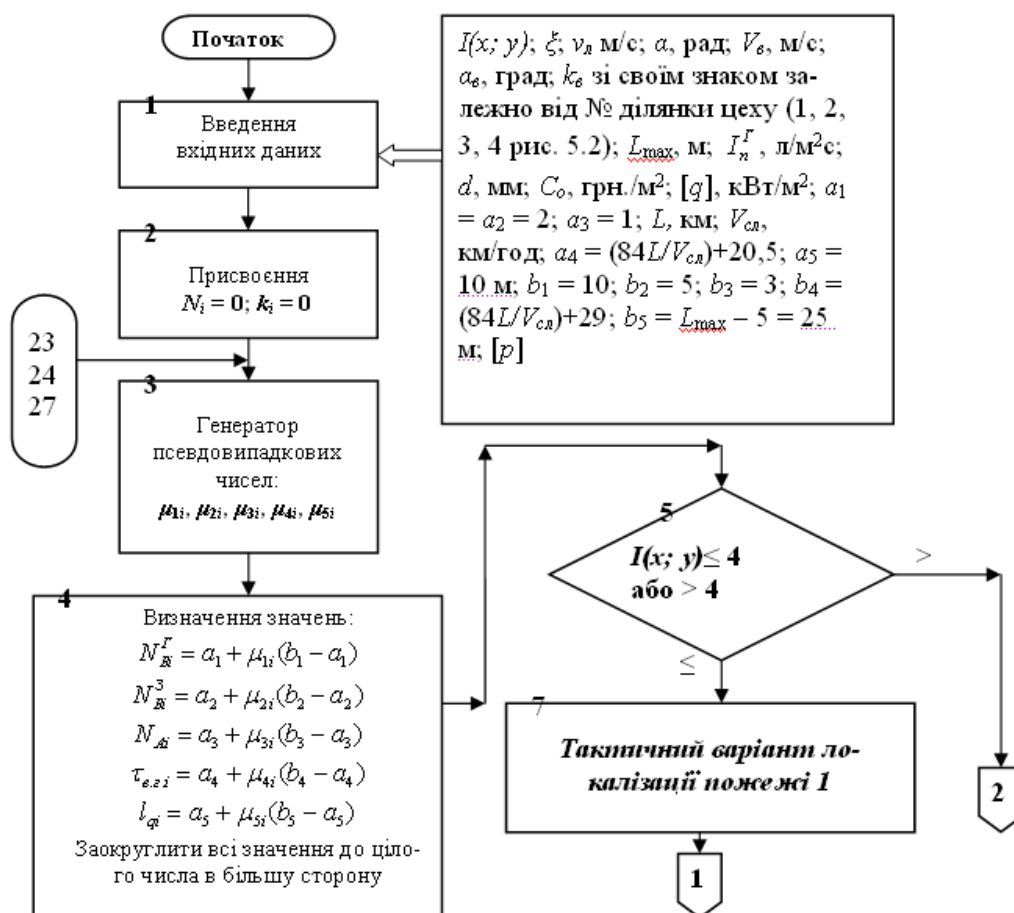 Початок
I(x; y); ξ; vл м/с; α, рад; Vв, м/с;
aв, град; kв зі своїм знаком за-
лежно від № ділянки цеху (1, 2,
3, 4 рис. 5.2); Lmax, м; IпГ, л/м²с;
d, мм; Co, грн./м²; [q], кВт/м²; a1
= a2 = 2; a3 = 1; L, км; Vсл,
км/год; a4 = (84L/Vсл)+20,5; a5 =
10 м; b1 = 10; b2 = 5; b3 = 3; b4 =
(84L/Vсл)+29; b5 = Lmax – 5 = 25
м; [p]
1
Введення
вхідних даних
2
Присвоєння
Ni = 0; ki = 0
23
24
27
3
Генератор
псевдовипадкових
чисел:
μ1i, μ2i, μ3i, μ4i, μ5i
4
Визначення значень:
NBiГ = a1 + μ1i(b1 – a1)
NBiЗ = a2 + μ2i(b2 – a2)
NAi = a3 + μ3i(b3 – a3)
τв.г i = a4 + μ4i(b4 – a4)
lqi = a5 + μ5i(b5 – a5)
Заокруглити всі значення до ціло-
го числа в більшу сторону
5
I(x; y)≤ 4
або > 4
>
≤
7
Тактичний варіант ло-
калізації пожежі 1
1
2